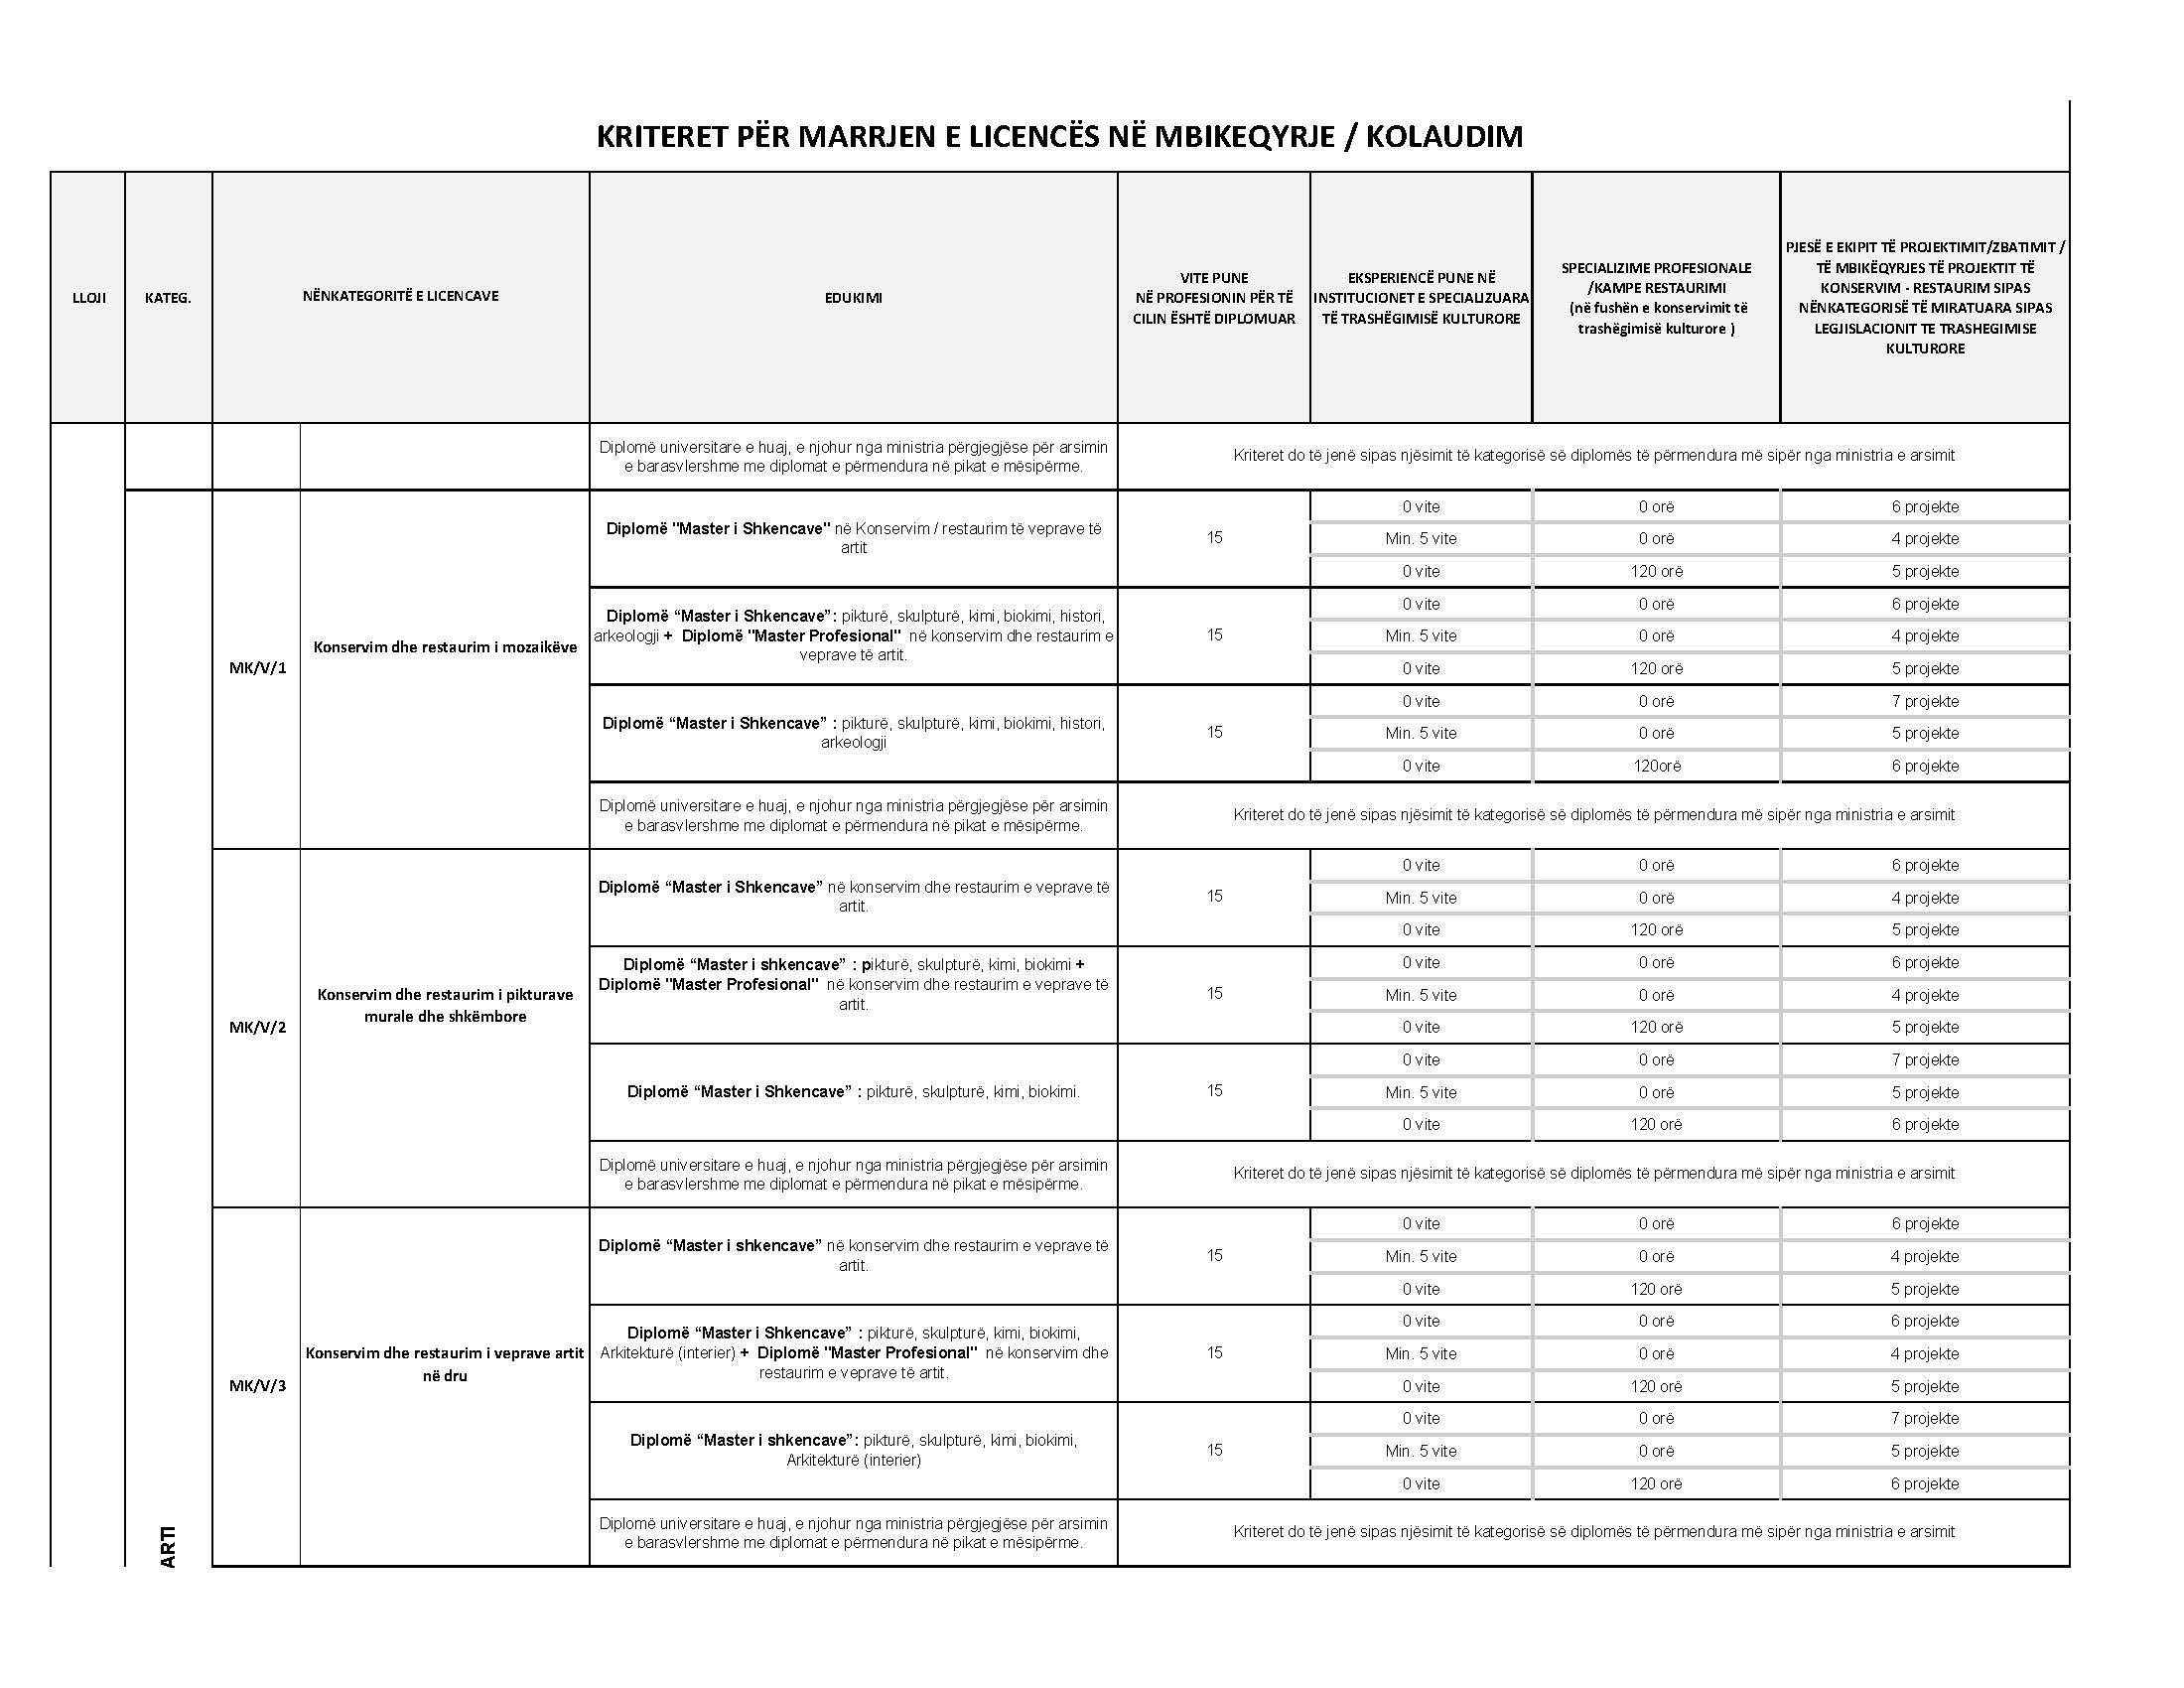 KRITERET PËR MARRJEN E LICENCËS NË MBIKEQYRJE / KOLAUDIM
LLOJI
KATEG.
NËNKATEGORITË E LICENCAVE
EDUKIMI
VITE PUNE
NË PROFESIONIN PËR TË
CILIN ËSHTË DIPLOMUAR
EKSPERIENCË PUNE NË
INSTITUCIONET E SPECIALIZUARA
TË TRASHËGIMISË KULTURORE
SPECIALIZIME PROFESIONALE
/KAMPE RESTAURIMI
(në fushën e konservimit të
trashëgimisë kulturore )
PJESË E EKIPIT TË PROJEKTIMIT/ZBATIMIT /
TË MBIKËQYRJES TË PROJEKTIT TË
KONSERVIM - RESTAURIM SIPAS
NËNKATEGORISË TË MIRATUARA SIPAS
LEGJISLACIONIT TE TRASHEGIMISE
KULTURORE
Diplomë universitare e huaj, e njohur nga ministria përgjegjëse për arsimin
e barasvlershme me diplomat e përmendura në pikat e mësipërme.
Kriteret do të jenë sipas njësimit të kategorisë së diplomës të përmendura më sipër nga ministria e arsimit
ARTI
MK/V/1
Konservim dhe restaurim i mozaikëve
Diplomë "Master i Shkencave" në Konservim / restaurim të veprave të
artit
15
0 vite 0 orë 6 projekte
Min. 5 vite 0 orë 4 projekte
0 vite 120 orë 5 projekte
Diplomë “Master i Shkencave”: pikturë, skulpturë, kimi, biokimi, histori,
arkeologji + Diplomë "Master Profesional" në konservim dhe restaurim e
veprave të artit.
15
0 vite 0 orë 6 projekte
Min. 5 vite 0 orë 4 projekte
0 vite 120 orë 5 projekte
Diplomë “Master i Shkencave” : pikturë, skulpturë, kimi, biokimi, histori,
arkeologji
15
0 vite 0 orë 7 projekte
Min. 5 vite 0 orë 5 projekte
0 vite 120orë 6 projekte
Diplomë universitare e huaj, e njohur nga ministria përgjegjëse për arsimin
e barasvlershme me diplomat e përmendura në pikat e mësipërme.
Kriteret do të jenë sipas njësimit të kategorisë së diplomës të përmendura më sipër nga ministria e arsimit
MK/V/2
Konservim dhe restaurim i pikturave
murale dhe shkëmbore
Diplomë “Master i Shkencave” në konservim dhe restaurim e veprave të
artit.
15
0 vite 0 orë 6 projekte
Min. 5 vite 0 orë 4 projekte
0 vite 120 orë 5 projekte
Diplomë “Master i shkencave” : pikturë, skulpturë, kimi, biokimi +
Diplomë "Master Profesional" në konservim dhe restaurim e veprave të
artit.
15
0 vite 0 orë 6 projekte
Min. 5 vite 0 orë 4 projekte
0 vite 120 orë 5 projekte
Diplomë “Master i Shkencave” : pikturë, skulpturë, kimi, biokimi.
15
0 vite 0 orë 7 projekte
Min. 5 vite 0 orë 5 projekte
0 vite 120 orë 6 projekte
Diplomë universitare e huaj, e njohur nga ministria përgjegjëse për arsimin
e barasvlershme me diplomat e përmendura në pikat e mësipërme.
Kriteret do të jenë sipas njësimit të kategorisë së diplomës të përmendura më sipër nga ministria e arsimit
MK/V/3
Konservim dhe restaurim i veprave artit
në dru
Diplomë “Master i shkencave” në konservim dhe restaurim e veprave të
artit.
15
0 vite 0 orë 6 projekte
Min. 5 vite 0 orë 4 projekte
0 vite 120 orë 5 projekte
Diplomë “Master i Shkencave” : pikturë, skulpturë, kimi, biokimi,
Arkitekturë (interier) + Diplomë "Master Profesional" në konservim dhe
restaurim e veprave të artit.
15
0 vite 0 orë 6 projekte
Min. 5 vite 0 orë 4 projekte
0 vite 120 orë 5 projekte
Diplomë “Master i shkencave”: pikturë, skulpturë, kimi, biokimi,
Arkitekturë (interier)
15
0 vite 0 orë 7 projekte
Min. 5 vite 0 orë 5 projekte
0 vite 120 orë 6 projekte
Diplomë universitare e huaj, e njohur nga ministria përgjegjëse për arsimin
e barasvlershme me diplomat e përmendura në pikat e mësipërme.
Kriteret do të jenë sipas njësimit të kategorisë së diplomës të përmendura më sipër nga ministria e arsimit